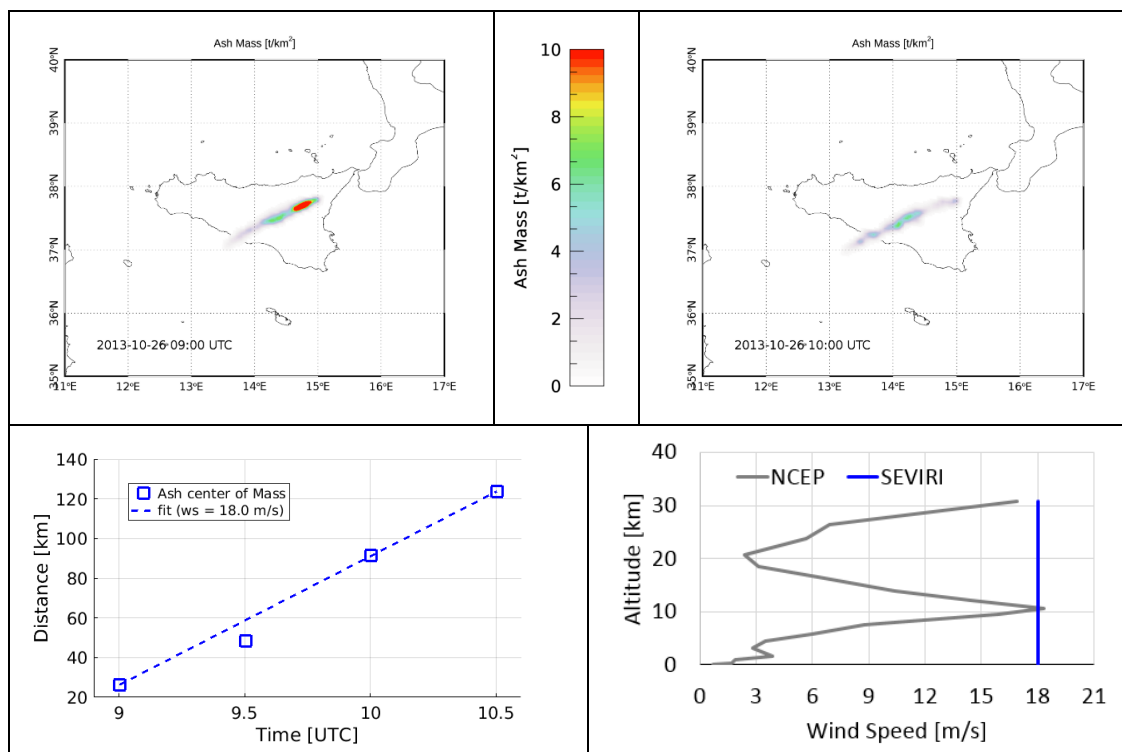 Ash Mass [t/km²]
40°N
39°N
38°N
37°N
36°N
35°N
2013-10-26 09:00 UTC
11°E 12°E 13°E 14°E 15°E 16°E 17°E
Ash Mass [t/km²]
10
8
6
4
2
0
Ash Mass [t/km²]
40°N
39°N
38°N
37°N
36°N
35°N
2013-10-26 10:00 UTC
11°E 12°E 13°E 14°E 15°E 16°E 17°E
Distance [km]
140
120
100
80
60
40
20
Ash center of Mass
fit (ws = 18.0 m/s)
9 9.5 10 10.5
Time [UTC]
Altitude [km]
40
30
20
10
0
NCEP SEVIRI
0 3 6 9 12 15 18 21
Wind Speed [m/s]